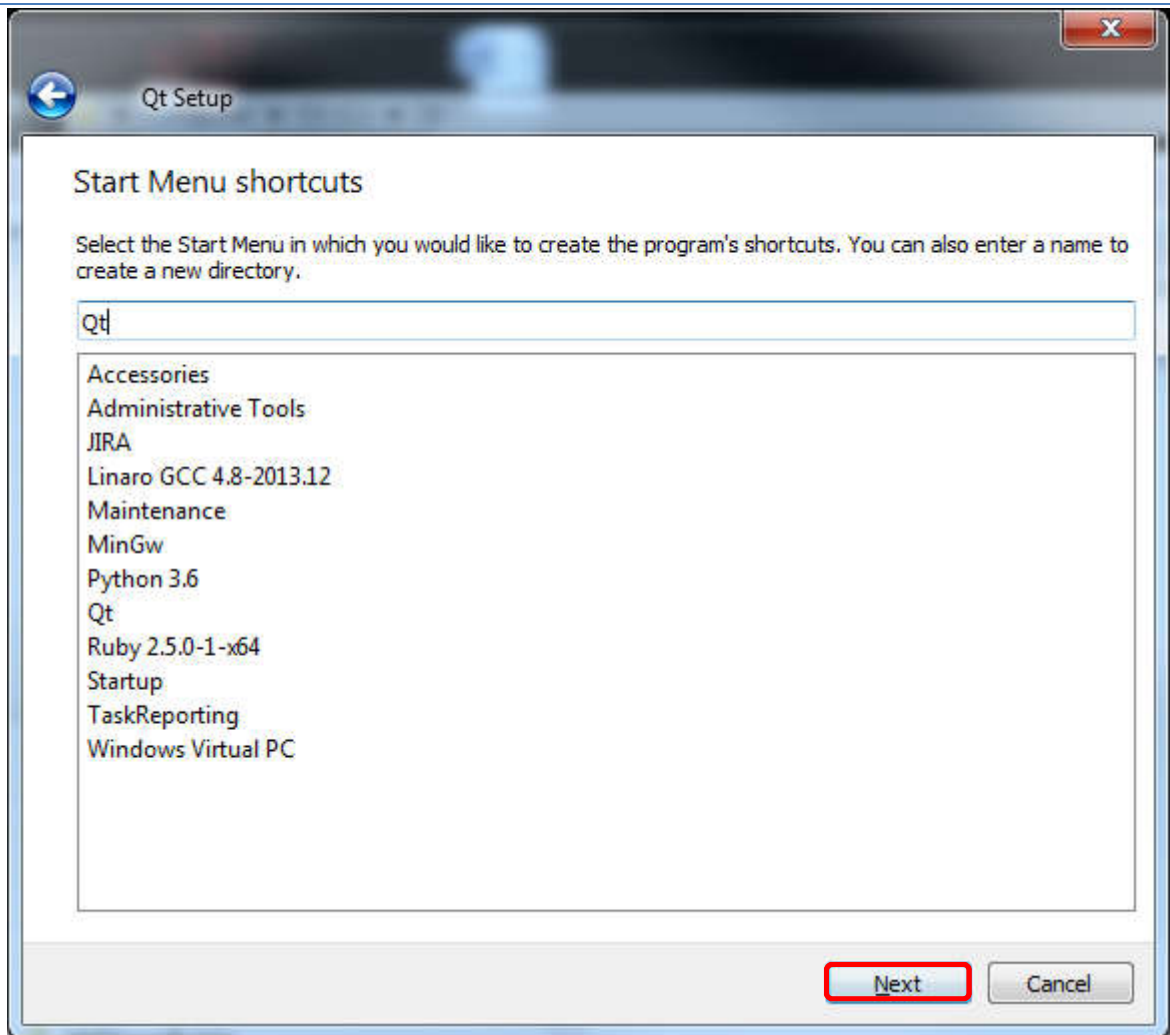 Qt Setup
Start Menu shortcuts
Select the Start Menu in which you would like to create the program's shortcuts. You can also enter a name to
create a new directory.
Qt
Accessories
Administrative Tools
JIRA
Linaro GCC 4.8-2013.12
Maintenance
MinGw
Python 3.6
Qt
Ruby 2.5.0-1-x64
Startup
TaskReporting
Windows Virtual PC
Next Cancel